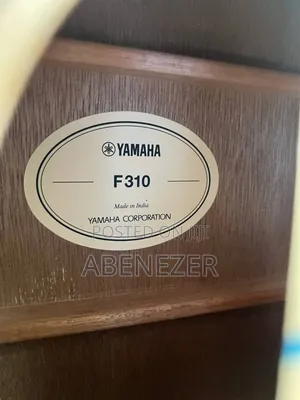 YAMAHA
F310
Made in India
YAMAHA CORPORATION
POSTED ON
ABENEZER